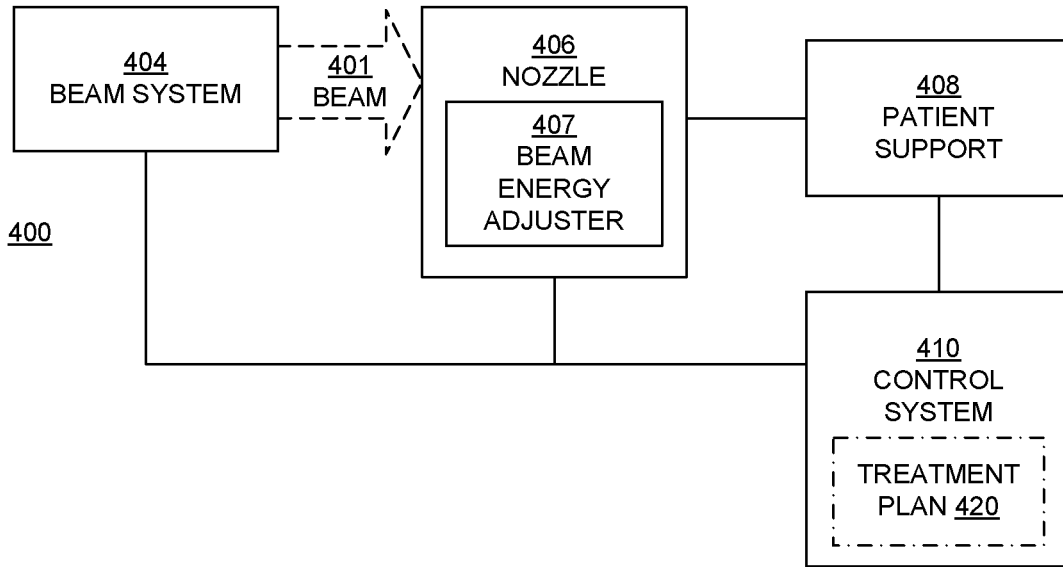 404
BEAM SYSTEM
401
BEAM
406
NOZZLE
407
BEAM
ENERGY
ADJUSTER
408
PATIENT
SUPPORT
400
410
CONTROL
SYSTEM
TREATMENT
PLAN 420